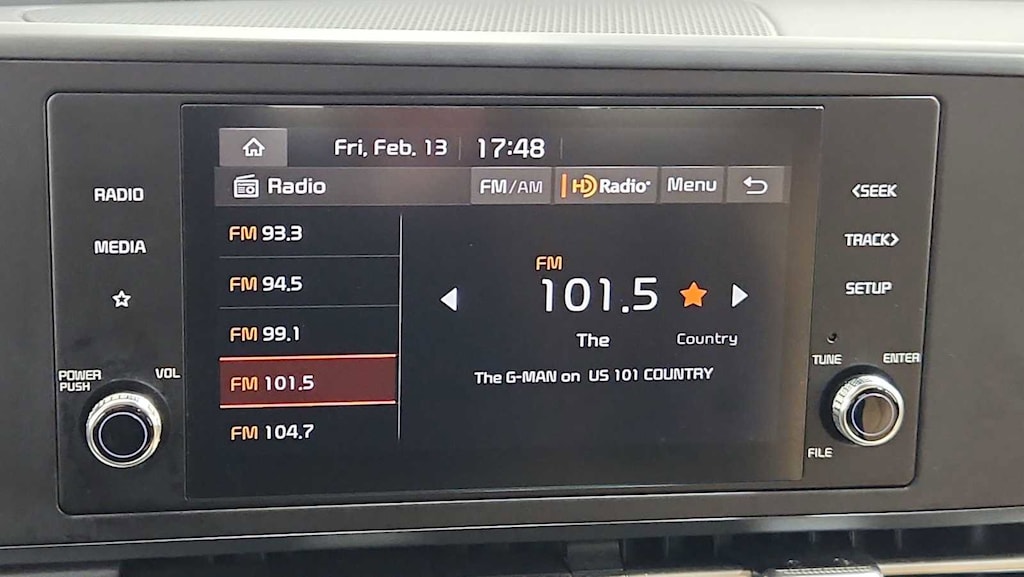 Fri, Feb. 13 17:48
Radio FM/AM HD Radio Menu
RADIO
MEDIA
POWER
PUSH
VOL
FM 93.3
FM 94.5
FM 99.1
FM 101.5
FM 104.7
FM
101.5
The Country
The G-MAN on US 101 COUNTRY
<SEEK
TRACK>
SETUP
TUNE
ENTER
FILE